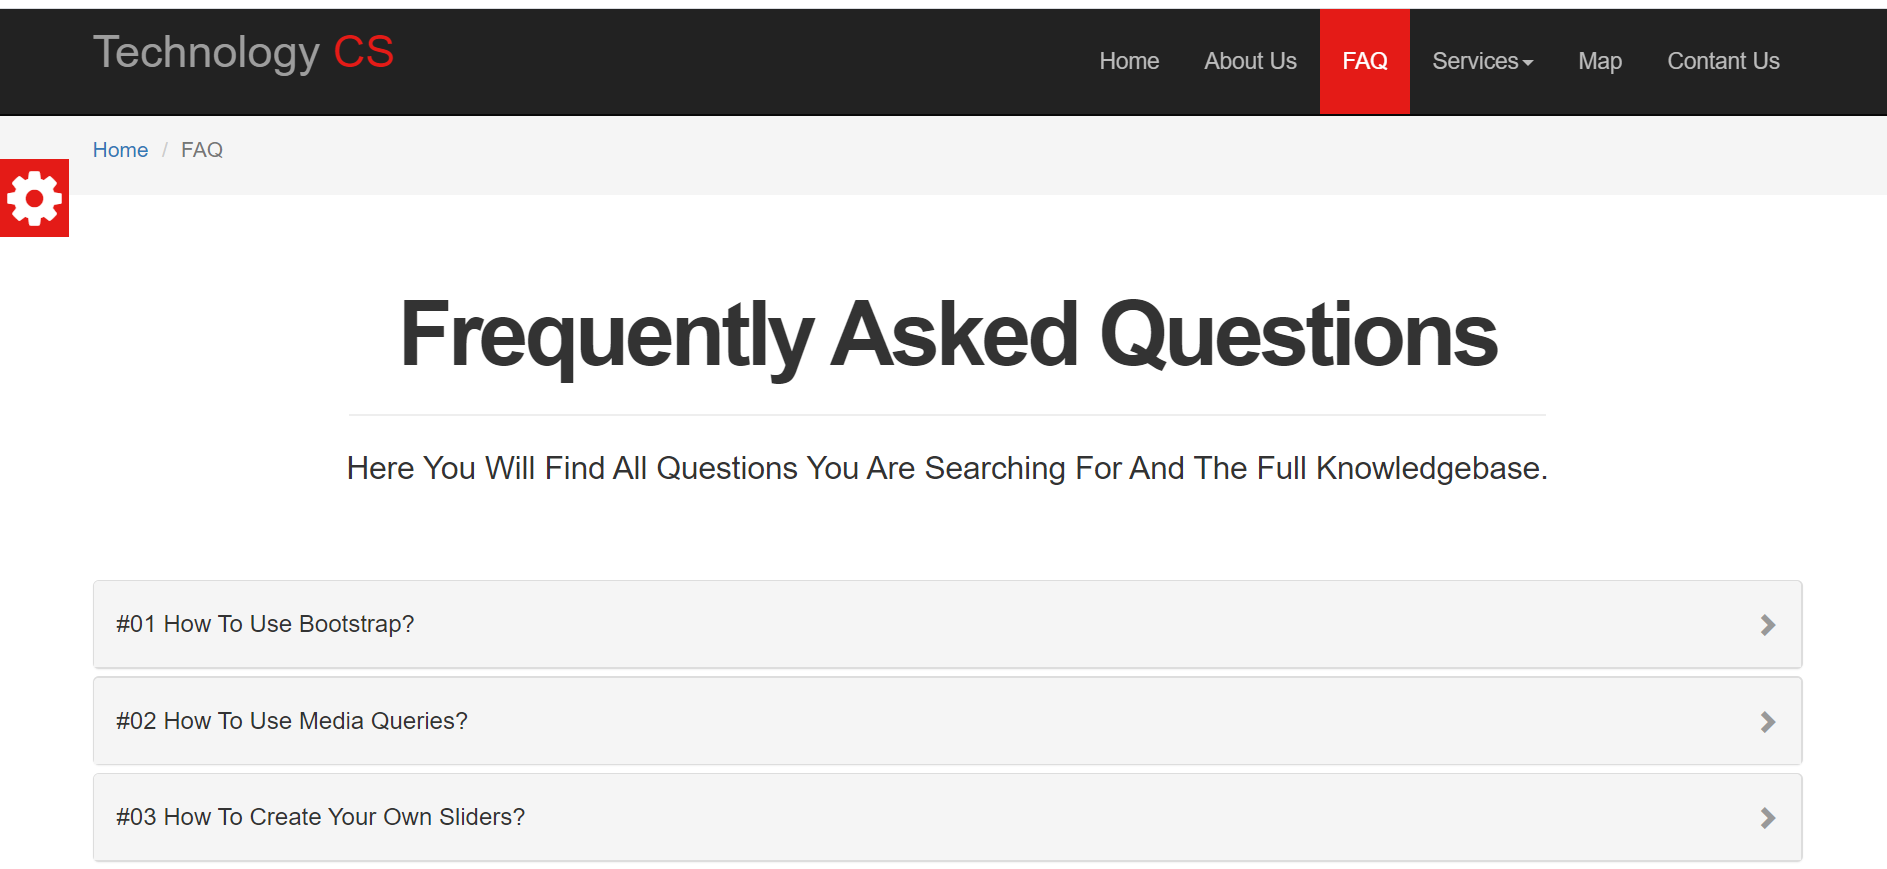 Technology CS
Home About Us FAQ Services Map Contant Us
Home / FAQ
Frequently Asked Questions
Here You Will Find All Questions You Are Searching For And The Full Knowledgebase.
#01 How To Use Bootstrap?
#02 How To Use Media Queries?
#03 How To Create Your Own Sliders?